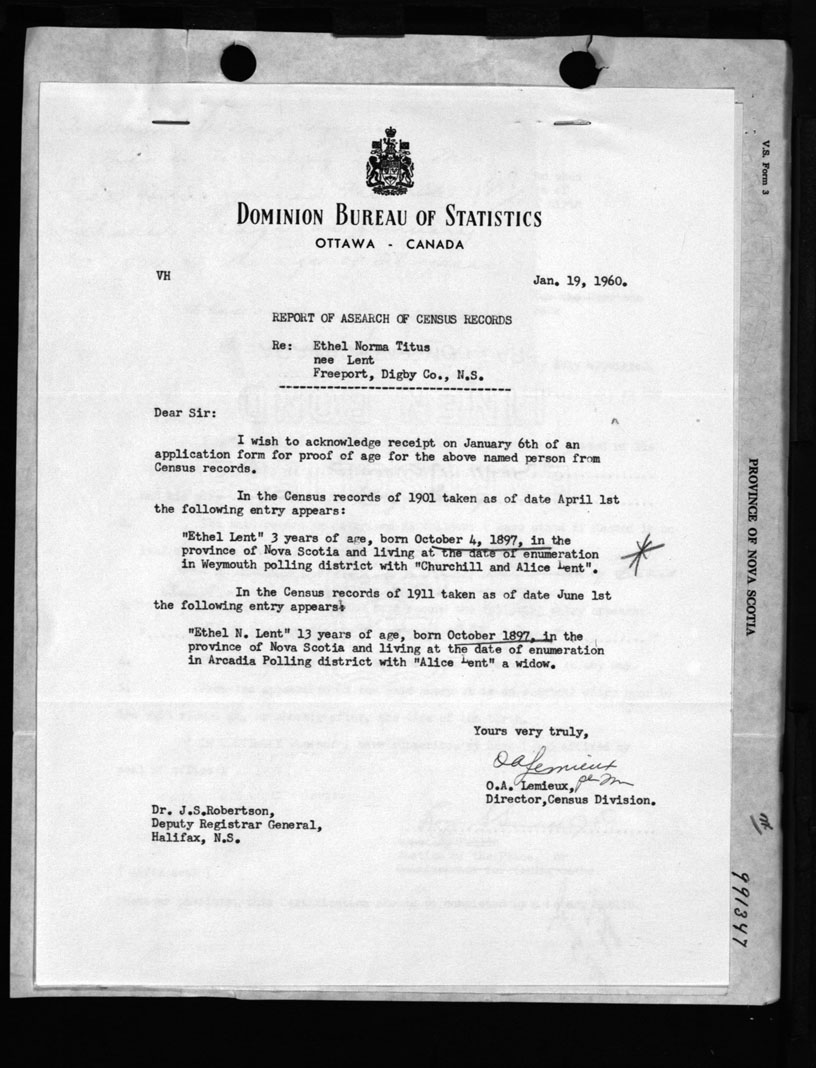 DOMINION BUREAU OF STATISTICS
OTTAWA - CANADA
VH
Jan. 19, 1960.
REPORT OF ASEARCH OF CENSUS RECORDS
Re: Ethel Norma Titus
nee Lent
Freeport, Digby Co., N.S.
Dear Sir:
I wish to acknowledge receipt on January 6th of an
application form for proof of age for the above named person from
Census records.
In the Census records of 1901 taken as of date April 1st
the following entry appears:
"Ethel Lent" 3 years of age, born October 4, 1897, in the
province of Nova Scotia and living at the date of enumeration
in Weymouth polling district with "Churchill and Alice Lent".
In the Census records of 1911 taken as of date June 1st
the following entry appears:
"Ethel N. Lent" 13 years of age, born October 1897, in the
province of Nova Scotia and living at the date of enumeration
in Arcadia Polling district with "Alice Lent" a widow.
Yours very truly,
OALemieux
per
O.A. Lemieux,
Director,Census Division.
Dr. J.S.Robertson,
Deputy Registrar General,
Halifax, N.S.
V.S. Form 3
PROVINCE OF NOVA SCOTIA
991347